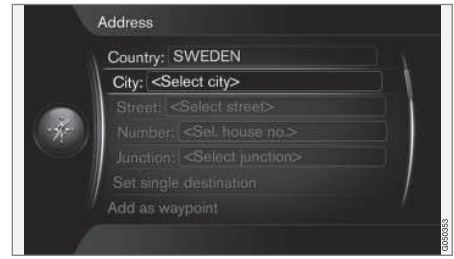 Address
Country: SWEDEN
City: <Select city>
Street: <Select street>
Number: <Sel. house no.>
Junction: <Select junction>
Set single destination
Add as waypoint
G050353